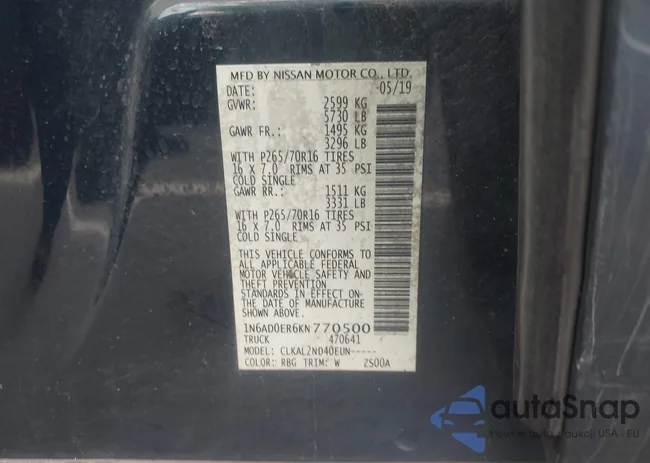 MFD BY NISSAN MOTOR CO., LTD.
DATE: 05/19
GVWR: 2599 KG
5730 LB
GAWR FR.: 1495 KG
3296 LB
WITH P265/70R16 TIRES
16 X 7.0 RIMS AT 35 PSI
COLD SINGLE
GAWR RR.: 1511 KG
3331 LB
WITH P265/70R16 TIRES
16 X 7.0 RIMS AT 35 PSI
COLD SINGLE
THIS VEHICLE CONFORMS TO
ALL APPLICABLE FEDERAL
MOTOR VEHICLE SAFETY AND
THEFT PREVENTION
STANDARDS IN EFFECT ON
THE DATE OF MANUFACTURE
SHOWN ABOVE.
1N6AD0ER6KN770500
TRUCK 470641
MODEL: CLKAL2ND40EUN-----
COLOR: RBG TRIM: W 2S00A
autoSnap
aukcji USA - EU